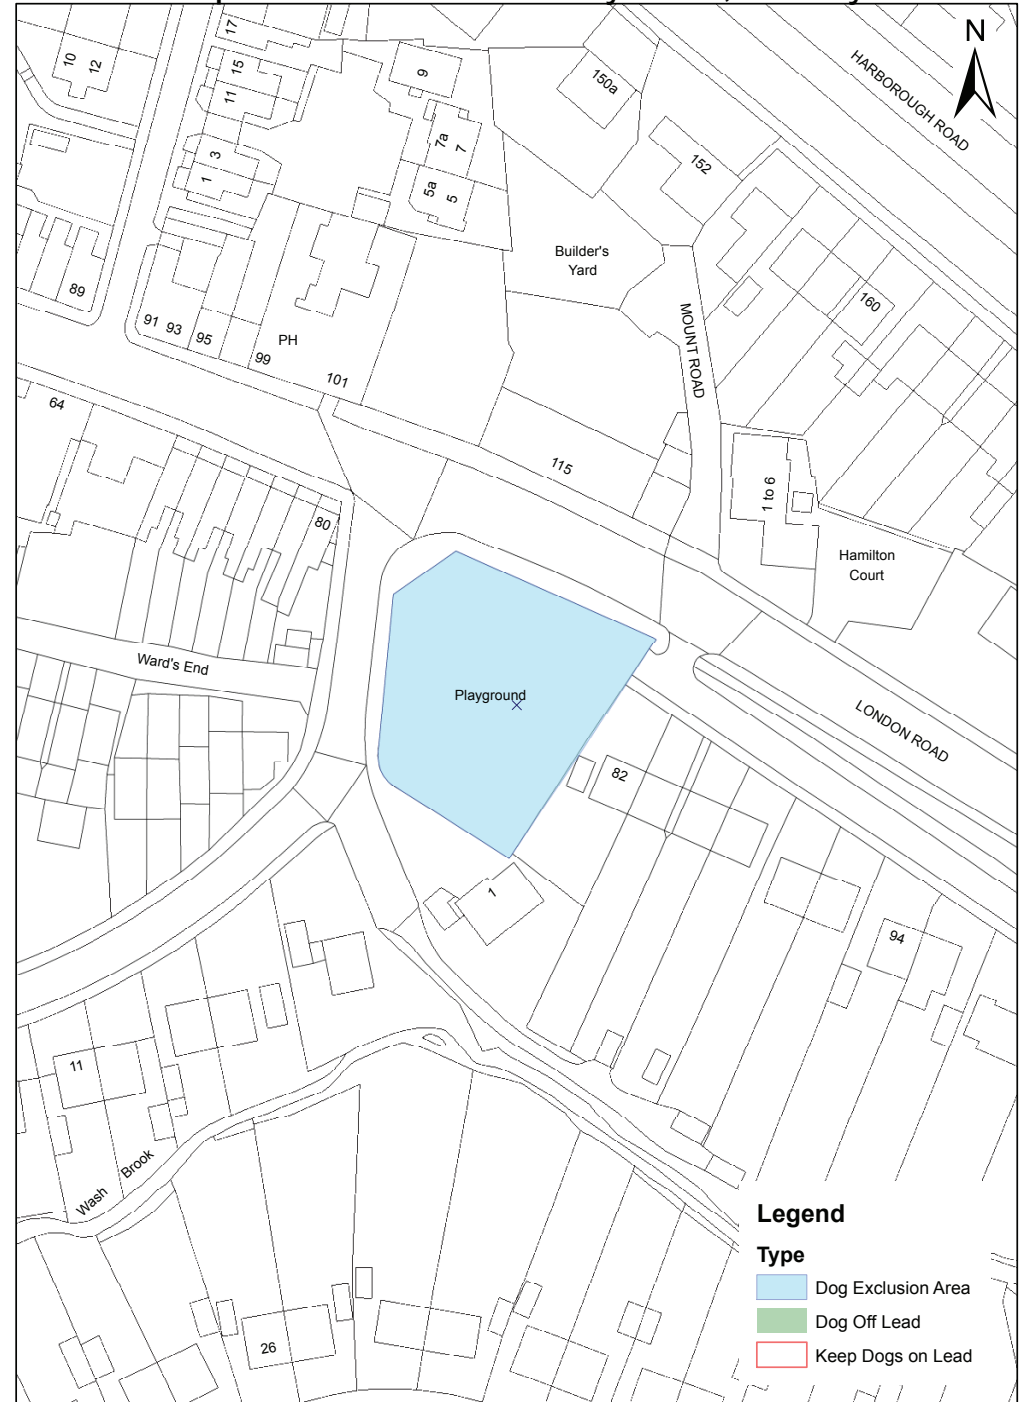 N
HARBOROUGH ROAD
17
10
12
15
11
9
150a
7a
7
3
1
5a
5
152
Builder's
Yard
89
91
93
95
99
PH
101
160
MOUNT ROAD
64
115
80
1 to 6
Hamilton
Court
Ward's End
Playground
LONDON ROAD
82
1
94
11
Wash Brook
26
Legend
Type
Dog Exclusion Area
Dog Off Lead
Keep Dogs on Lead